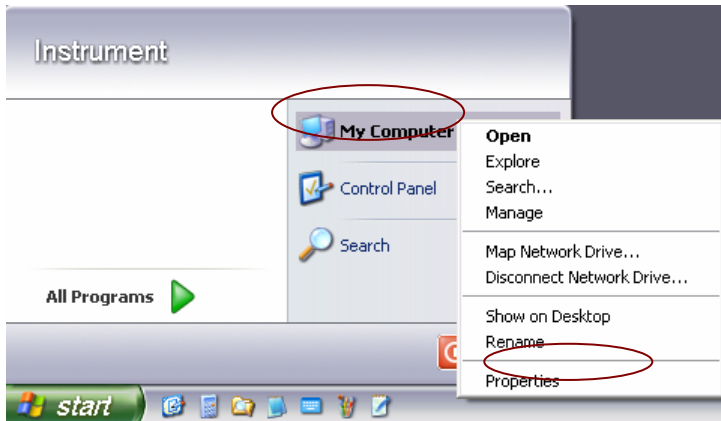 Instrument
My Computer
Control Panel
Search
All Programs
Open
Explore
Search...
Manage
Map Network Drive...
Disconnect Network Drive...
Show on Desktop
Rename
Properties
start